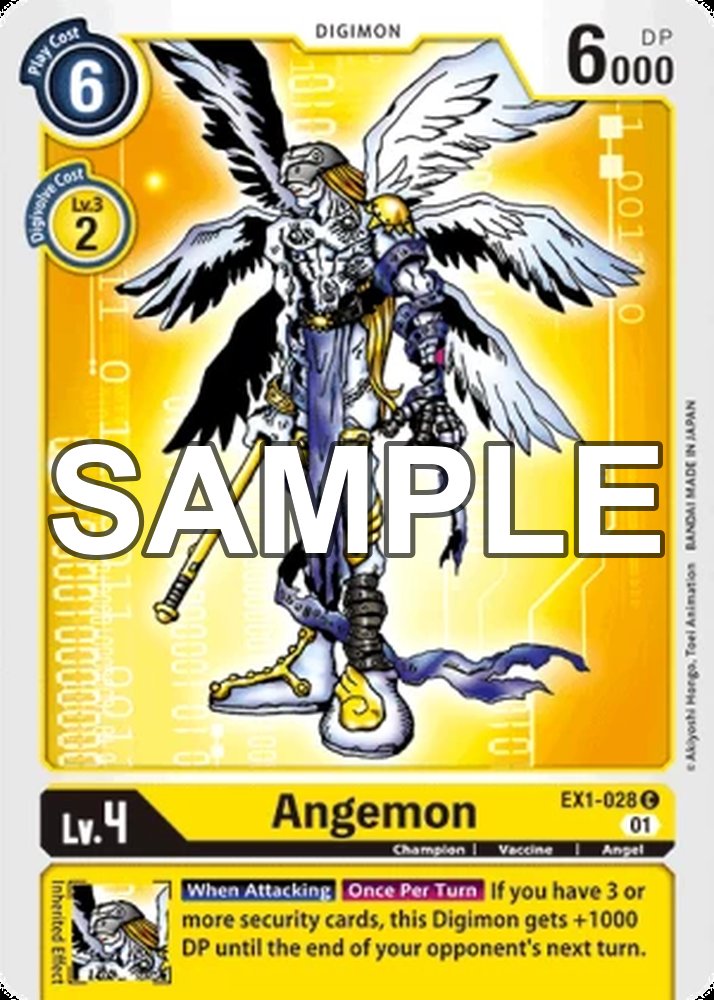 DIGIMON
Play Cost
6
DP
6000
Digivolve Cost
Lv.3
2
SAMPLE
© Akiyoshi Hongo, Toei Animation BANDAI MADE IN JAPAN
Lv.4
Angemon
EX1-028 C
01
Champion | Vaccine | Angel
Inherited Effect
When Attacking Once Per Turn If you have 3 or
more security cards, this Digimon gets +1000
DP until the end of your opponent's next turn.